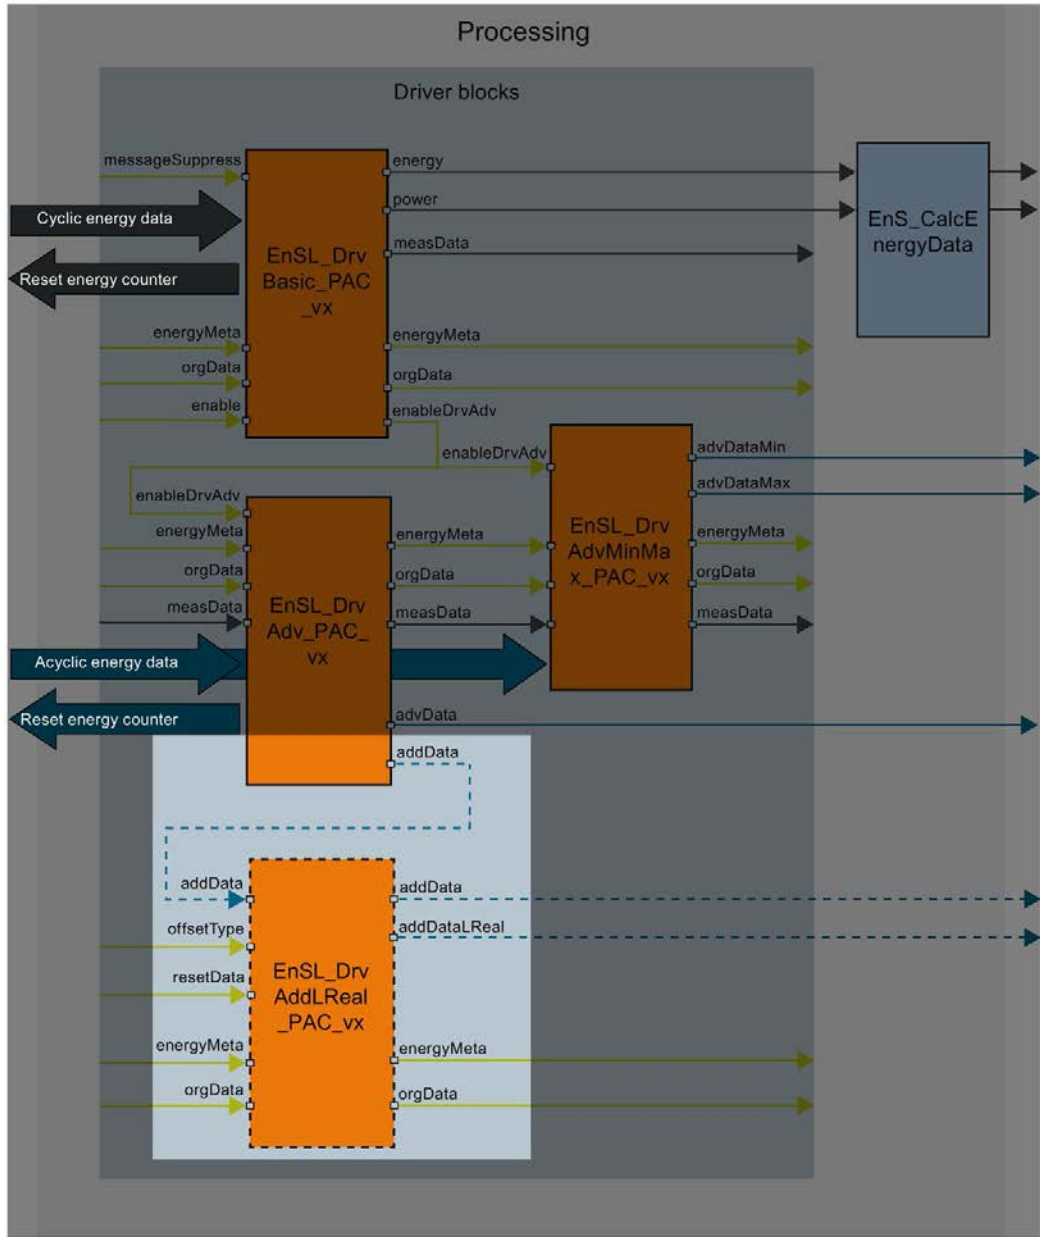 Processing
Driver blocks
messageSuppress
energy
power
Cyclic energy data
EnS_CalcE
nergyData
measData
EnSL_Drv
Basic_PAC
_vx
Reset energy counter
energyMeta
energyMeta
orgData
orgData
enable
enableDrvAdv
enableDrvAdv
advDataMin
advDataMax
enableDrvAdv
energyMeta
energyMeta
EnSL_Drv
AdvMinMa
x_PAC_vx
energyMeta
orgData
orgData
orgData
measData
EnSL_Drv
Adv_PAC_
vx
measData
measData
Acyclic energy data
Reset energy counter
advData
addData
addData
addData
offsetType
addDataLReal
resetData
EnSL_Drv
AddLReal
_PAC_vx
energyMeta
energyMeta
orgData
orgData